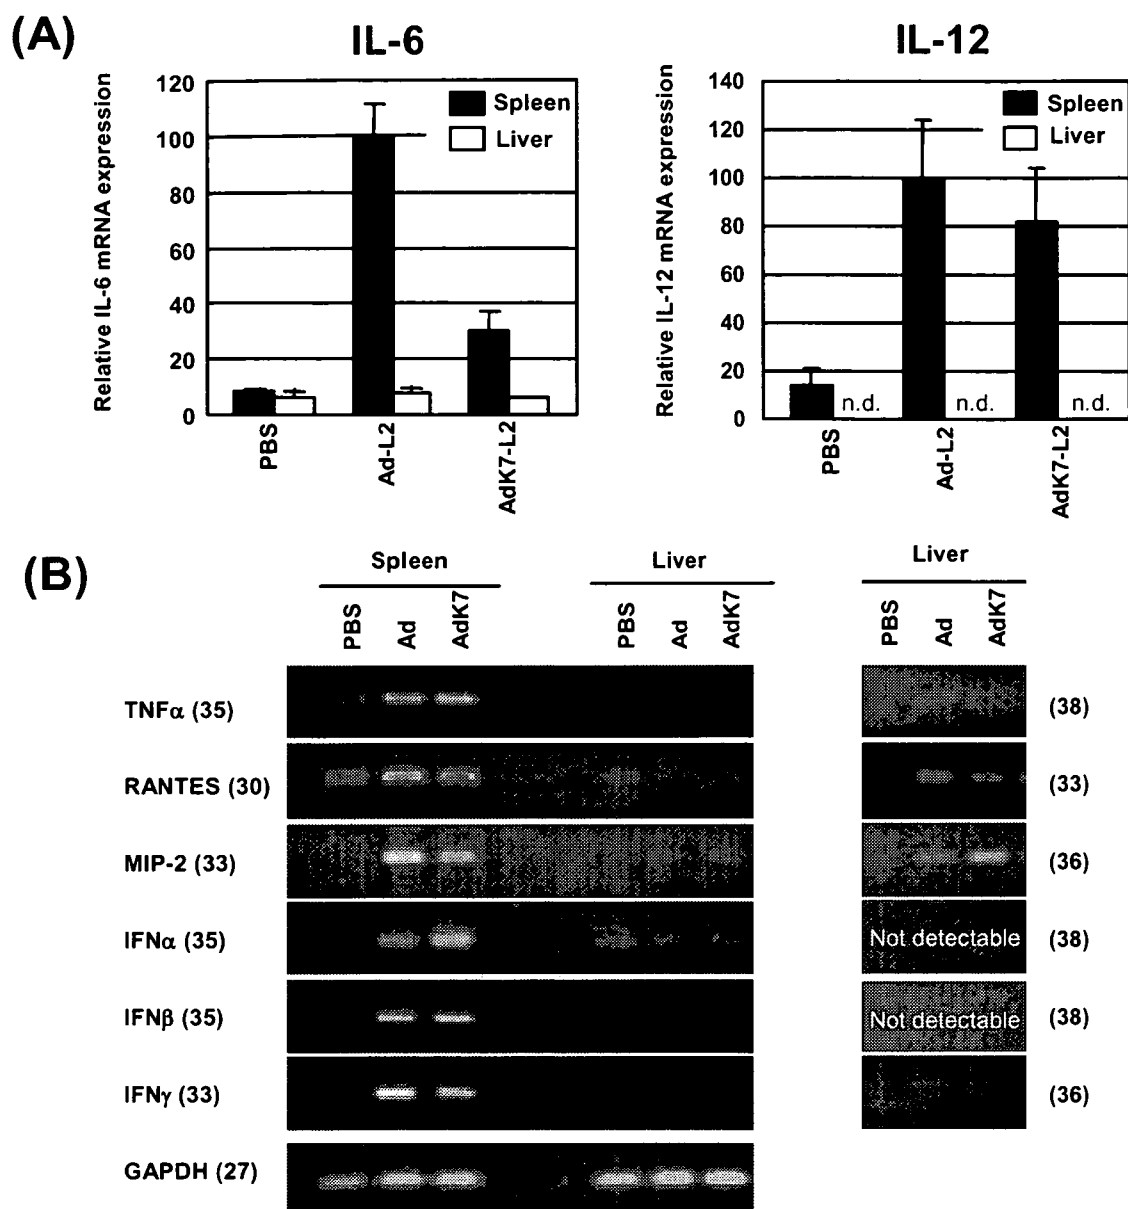 (A)
IL-6
Relative IL-6 mRNA expression
120
100
80
60
40
20
0
Spleen
Liver
PBS
Ad-L2
AdK7-L2
IL-12
Relative IL-12 mRNA expression
140
120
100
80
60
40
20
0
Spleen
Liver
n.d.
n.d.
n.d.
PBS
Ad-L2
AdK7-L2
(B)
Spleen
Liver
Liver
PBS
Ad
AdK7
PBS
Ad
AdK7
PBS
Ad
AdK7
TNFα (35)
(38)
RANTES (30)
(33)
MIP-2 (33)
(36)
IFNα (35)
Not detectable
(38)
IFNβ (35)
Not detectable
(38)
IFNγ (33)
(36)
GAPDH (27)